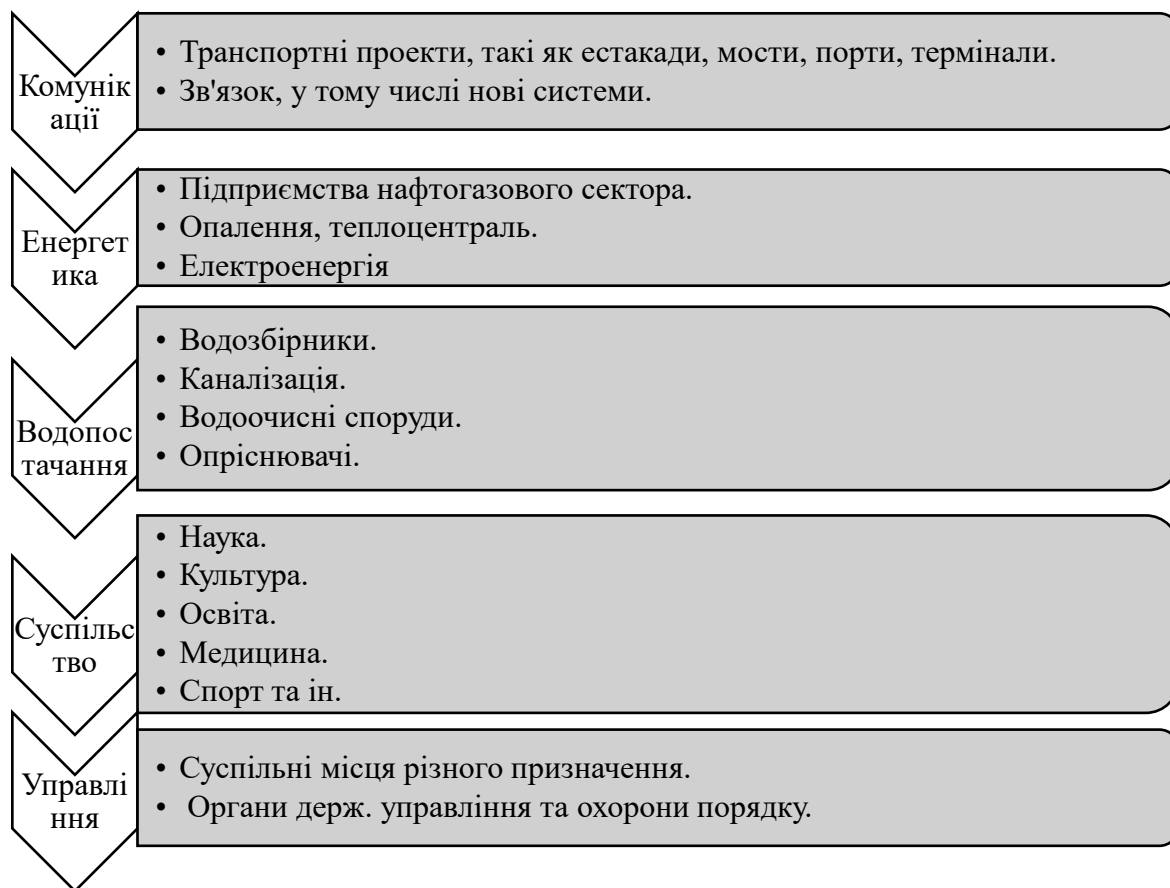 Комунік
ації
• Транспортні проекти, такі як естакади, мости, порти, термінали.
• Зв'язок, у тому числі нові системи.
Енергет
ика
• Підприємства нафтогазового сектора.
• Опалення, теплоцентраль.
• Електроенергія
Водопос
тачання
• Водозбірники.
• Каналізація.
• Водоочисні споруди.
• Опріснювачі.
Суспільс
тво
• Наука.
• Культура.
• Освіта.
• Медицина.
• Спорт та ін.
Управлі
ння
• Суспільні місця різного призначення.
• Органи держ. управління та охорони порядку.